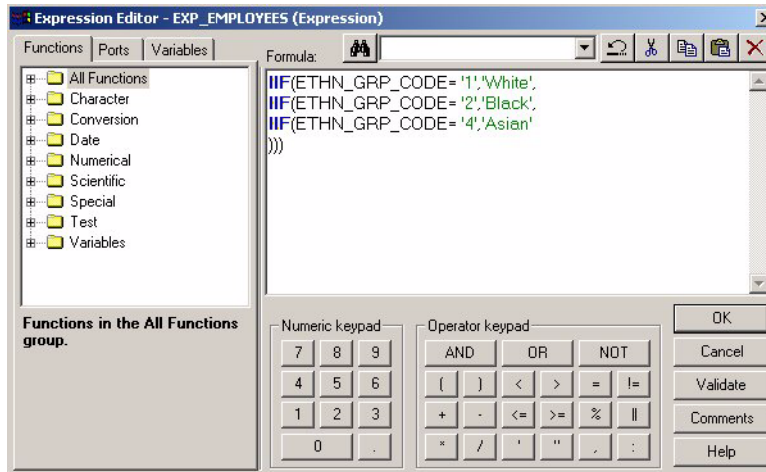 Expression Editor - EXP_EMPLOYEES (Expression)
Functions Ports Variables
Formula:
All Functions
Character
Conversion
Date
Numerical
Scientific
Special
Test
Variables
IIF(ETHN_GRP_CODE= '1','White',
IIF(ETHN_GRP_CODE= '2','Black',
IIF(ETHN_GRP_CODE= '4','Asian'
)))
Functions in the All Functions
group.
Numeric keypad
7 8 9
4 5 6
1 2 3
0 .
Operator keypad
AND OR NOT
( ) < > = !=
+ - <= >= % ||
* / ' " , :
OK
Cancel
Validate
Comments
Help